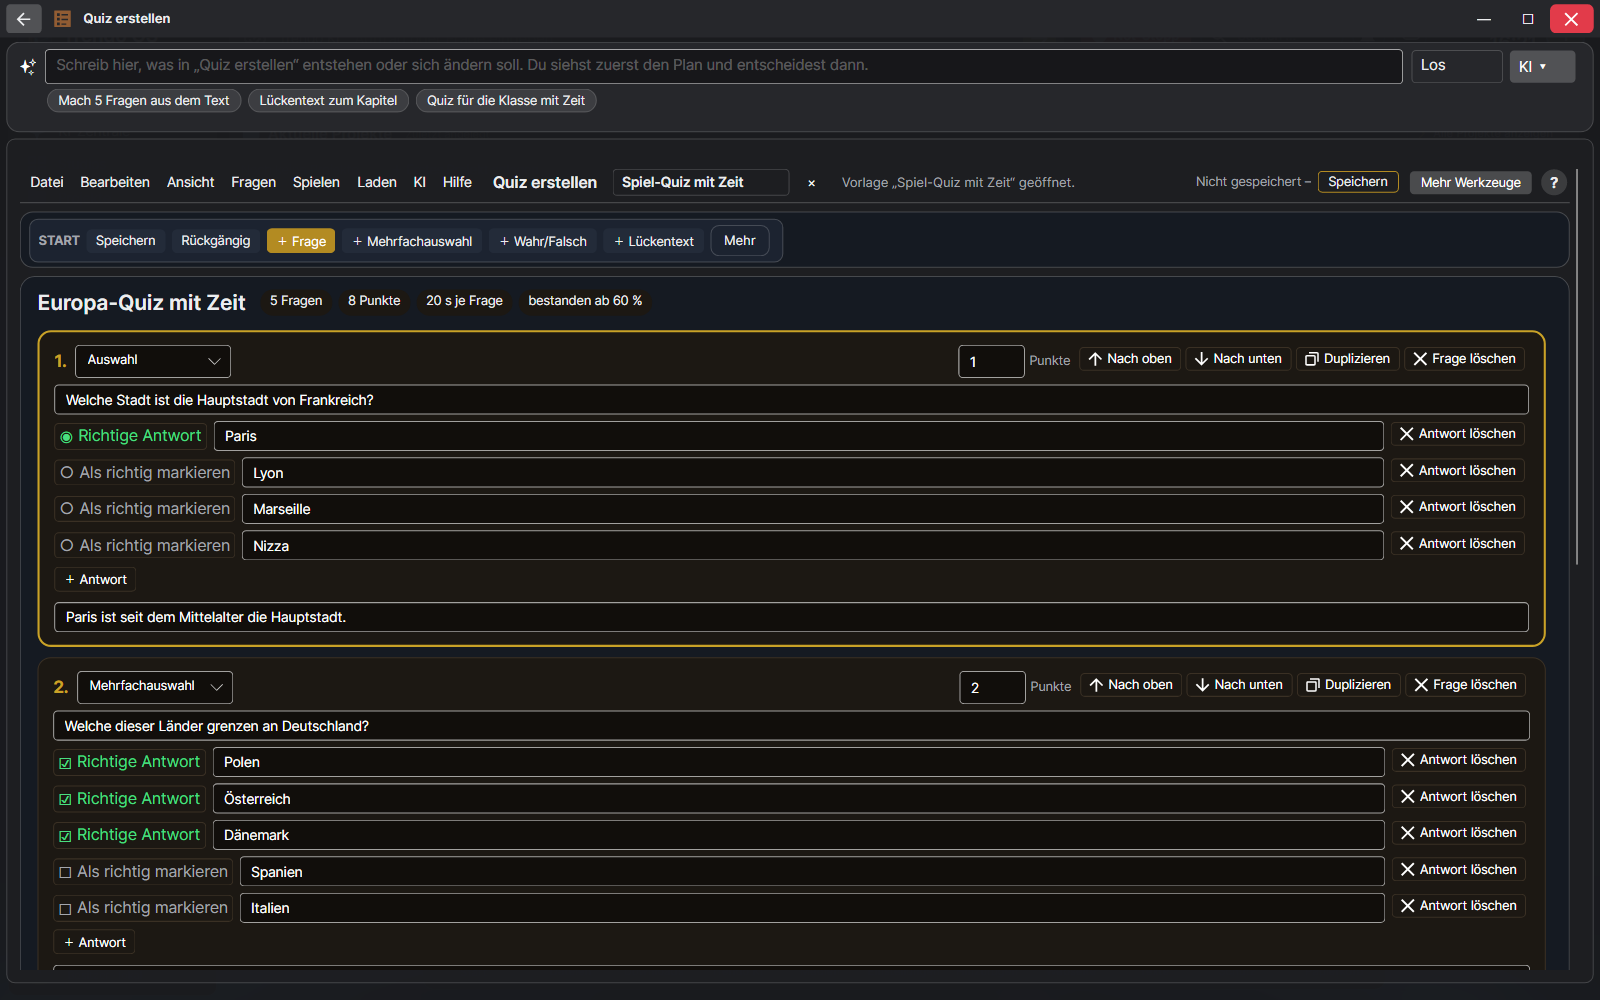 Quiz erstellen
Schreib hier, was in „Quiz erstellen“ entstehen oder sich ändern soll. Du siehst zuerst den Plan und entscheidest dann.
Los
KI
Mach 5 Fragen aus dem Text
Lückentext zum Kapitel
Quiz für die Klasse mit Zeit
Datei Bearbeiten Ansicht Fragen Spielen Laden KI Hilfe Quiz erstellen Spiel-Quiz mit Zeit × Vorlage „Spiel-Quiz mit Zeit“ geöffnet. Nicht gespeichert – Speichern Mehr Werkzeuge ?
START Speichern Rückgängig + Frage + Mehrfachauswahl + Wahr/Falsch + Lückentext Mehr
Europa-Quiz mit Zeit 5 Fragen 8 Punkte 20 s je Frage bestanden ab 60 %
1. Auswahl 1 Punkte Nach oben Nach unten Duplizieren Frage löschen
Welche Stadt ist die Hauptstadt von Frankreich?
Richtige Antwort Paris Antwort löschen
Als richtig markieren Lyon Antwort löschen
Als richtig markieren Marseille Antwort löschen
Als richtig markieren Nizza Antwort löschen
+ Antwort
Paris ist seit dem Mittelalter die Hauptstadt.
2. Mehrfachauswahl 2 Punkte Nach oben Nach unten Duplizieren Frage löschen
Welche dieser Länder grenzen an Deutschland?
Richtige Antwort Polen Antwort löschen
Richtige Antwort Österreich Antwort löschen
Richtige Antwort Dänemark Antwort löschen
Als richtig markieren Spanien Antwort löschen
Als richtig markieren Italien Antwort löschen
+ Antwort